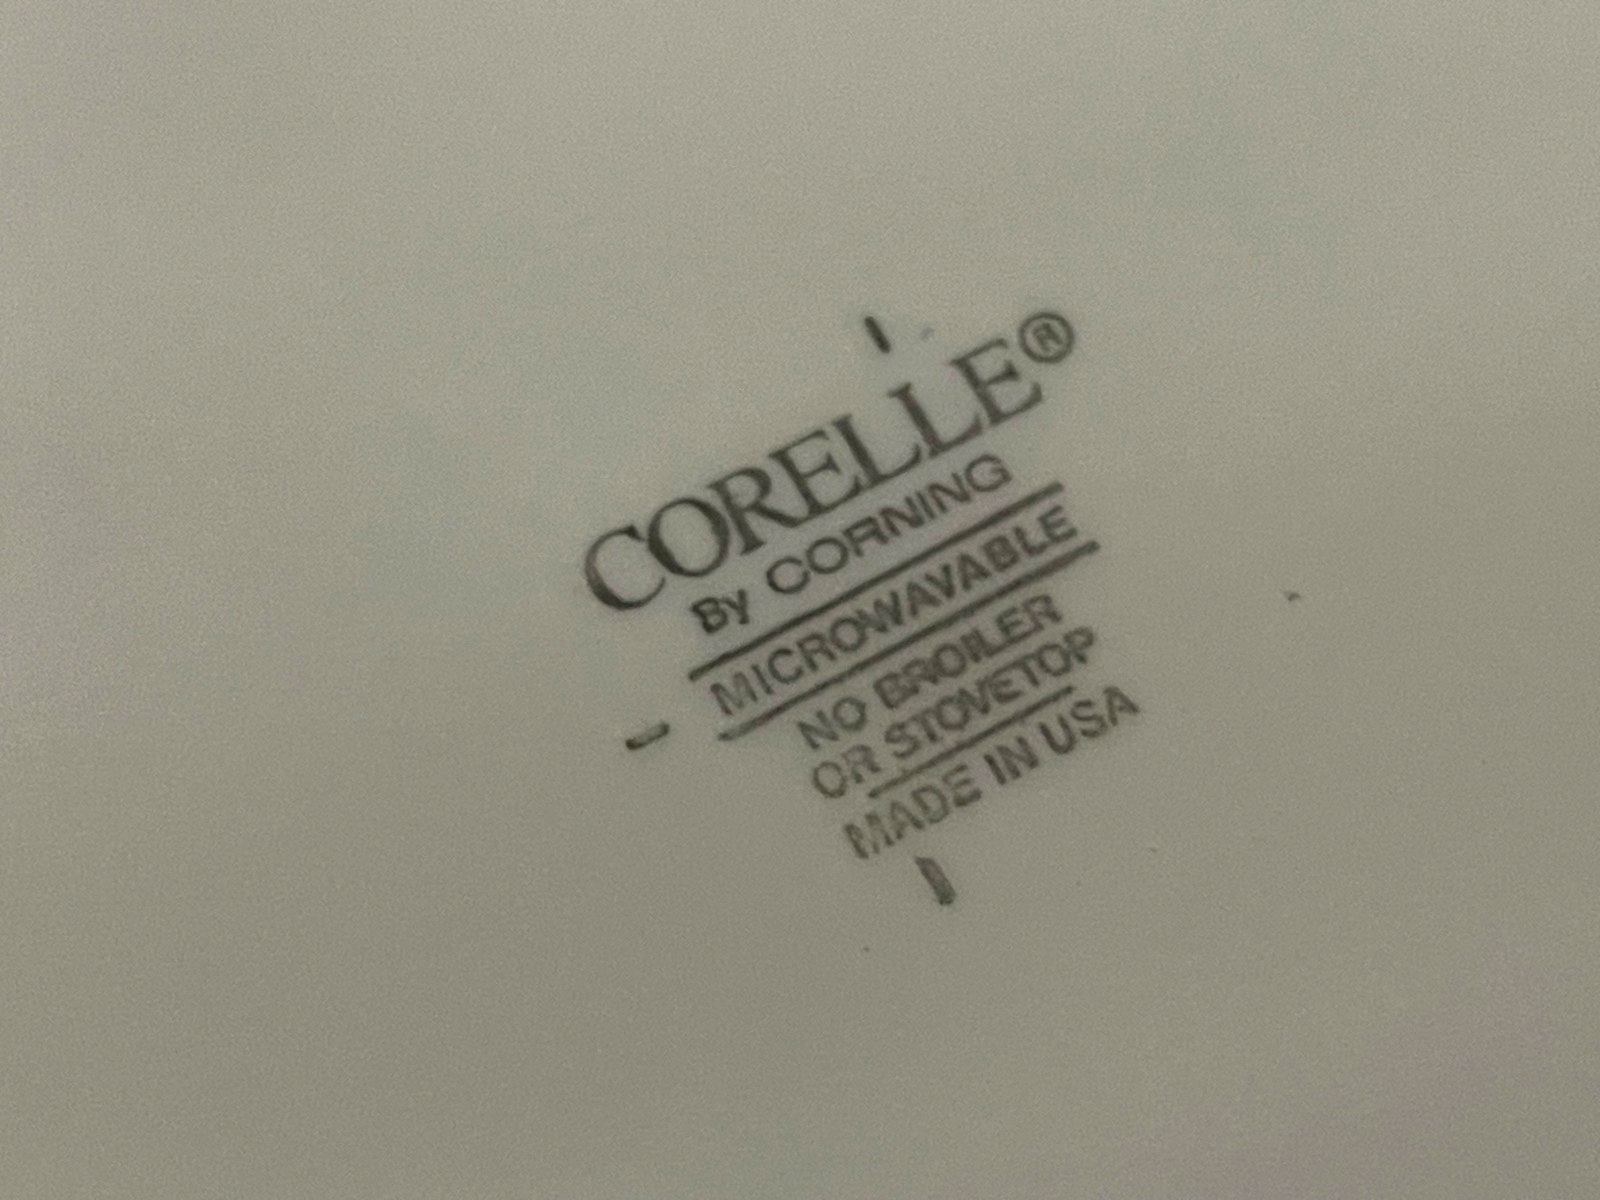 CORELLE®
By CORNING
MICROWAVABLE
NO BROILER
OR STOVETOP
MADE IN USA